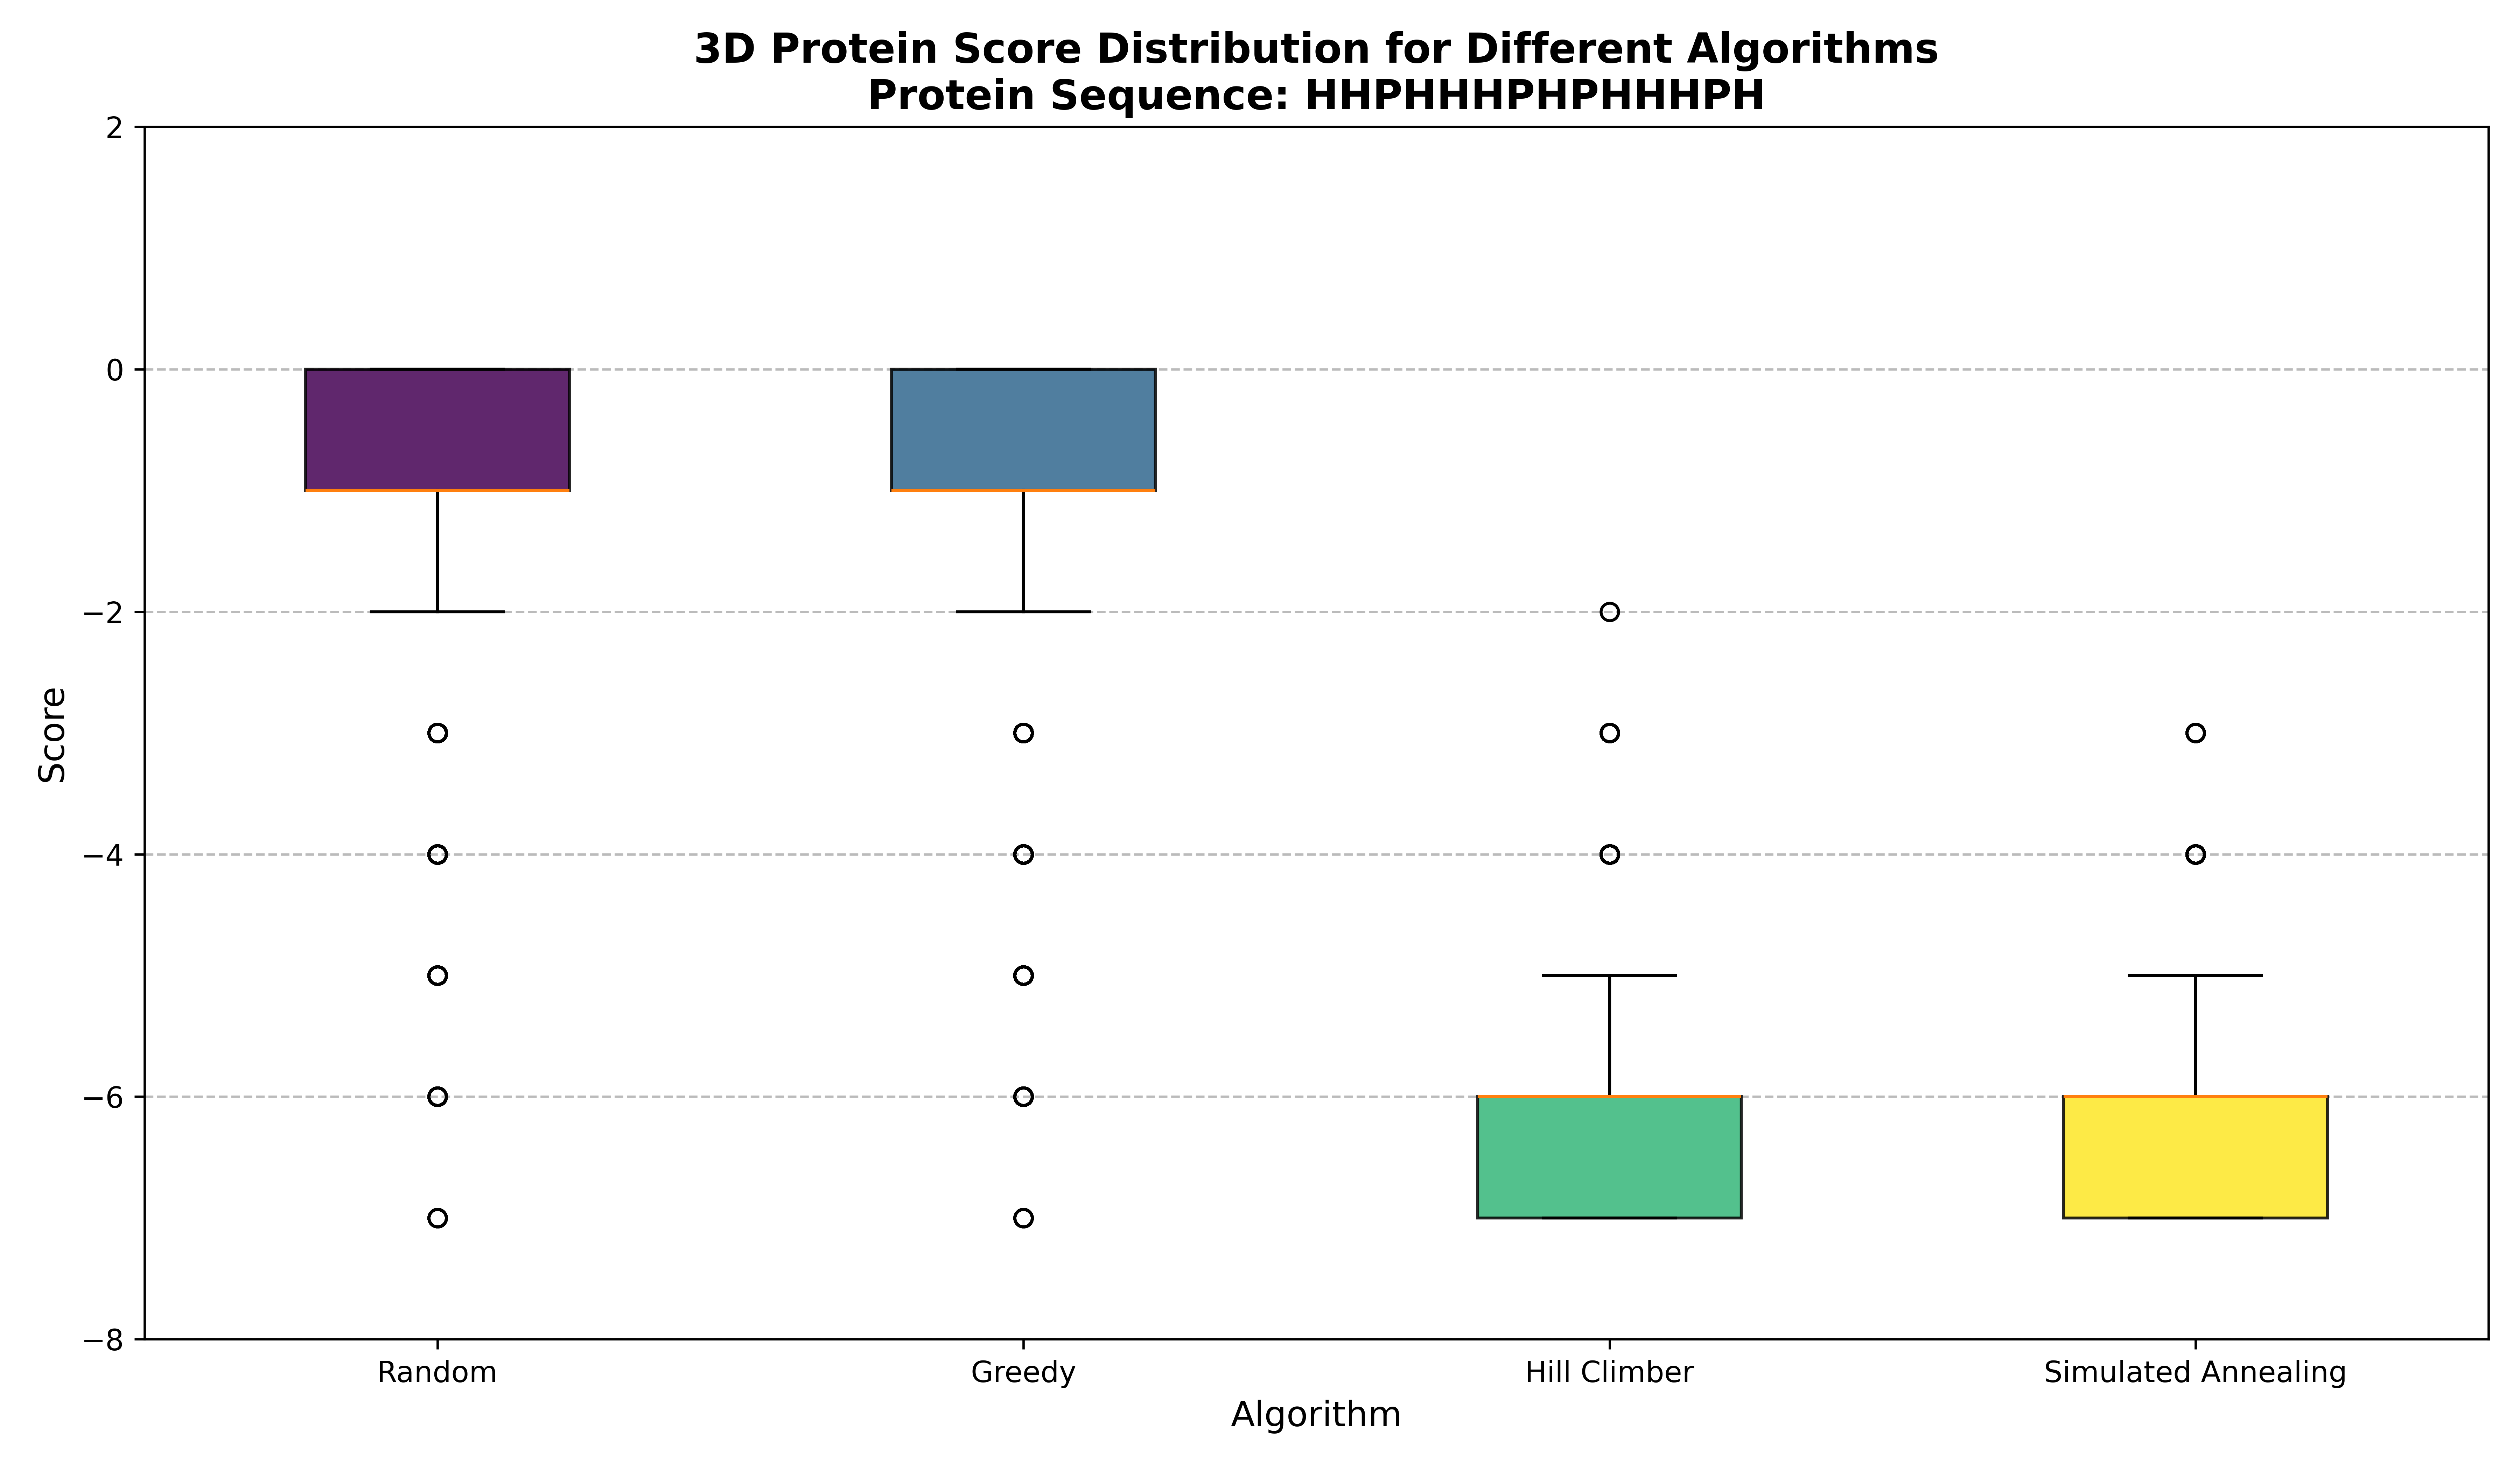 3D Protein Score Distribution for Different Algorithms
Protein Sequence: HHPHHHPHPHHHPH
2
0
−2
−4
−6
−8
Score
Random
Greedy
Hill Climber
Simulated Annealing
Algorithm